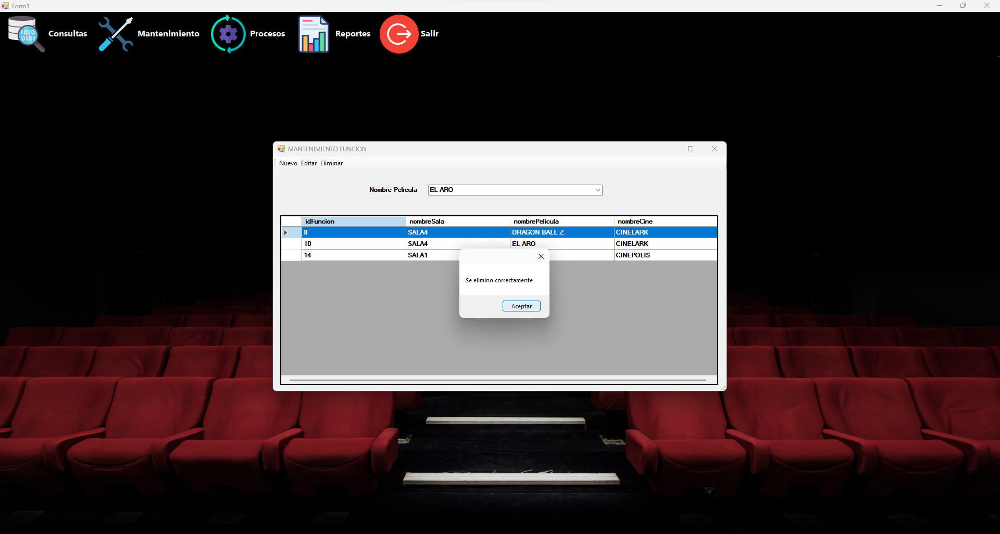 Form1
Consultas Mantenimiento Procesos Reportes Salir
MANTENIMIENTO FUNCION
Nuevo Editar Eliminar
Nombre Pelicula EL ARO
idFuncion nombreSala nombrePelicula nombreCine
8 SALA4 DRAGON BALL Z CINELARK
10 SALA4 EL ARO CINELARK
14 SALA1 CINEPOLIS
Se elimino correctamente
Aceptar